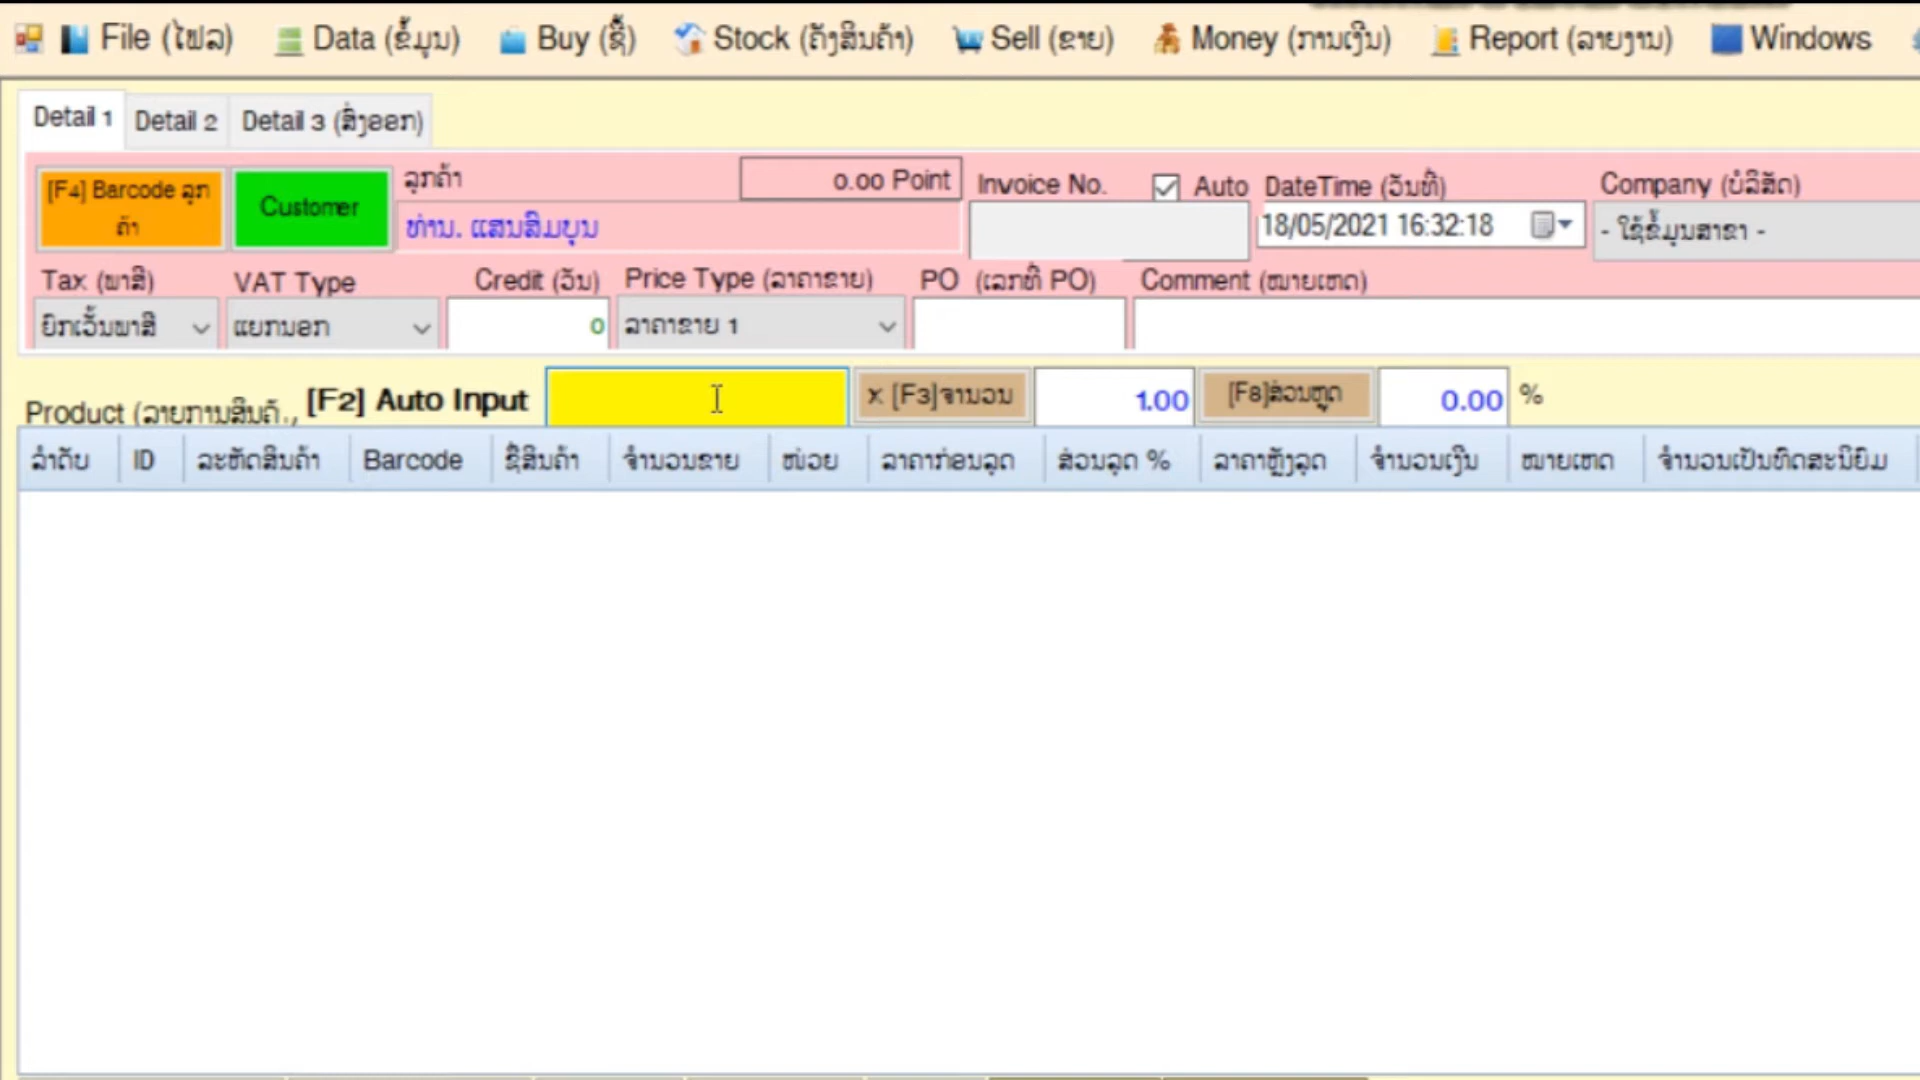 File (ໄຟລ) Data (ຂໍ້ມູນ) Buy (ຊື້) Stock (ຄັງສິນຄ້າ) Sell (ຂາຍ) Money (ການເງິນ) Report (ລາຍງານ) Windows
Detail 1 Detail 2 Detail 3 (ສົ່ງອອກ)
[F4] Barcode ລູກ
ຄ້າ
Customer
ລູກຄ້າ
0.00 Point
Invoice No. Auto DateTime (ວັນທີ່) Company (ບໍລິສັດ)
ທ່ານ. ແສນສົມບູນ
18/05/2021 16:32:18 - ໃຊ້ຂໍ້ມູນສາຂາ -
Tax (ພາສີ) VAT Type Credit (ວັນ) Price Type (ລາຄາຂາຍ) PO (ເລກທີ່ PO) Comment (ໝາຍເຫດ)
ຍົກເວັ້ນພາສີ ແຍກນອກ 0 ລາຄາຂາຍ 1
Product (ລາຍການສິນຄ້.,, [F2] Auto Input x [F3]ຈານວນ 1.00 [F8]ສ່ວນຫຼຸດ 0.00 %
ລຳດັບ ID ລະຫັດສິນຄ້າ Barcode ຊື່ສິນຄ້າ ຈຳນວນຂາຍ ໜ່ວຍ ລາຄາກ່ອນລຸດ ສ່ວນລຸດ % ລາຄາຫຼັງລຸດ ຈຳນວນເງິນ ໝາຍເຫດ ຈຳນວນເປັນທົດສະນິຍົມ